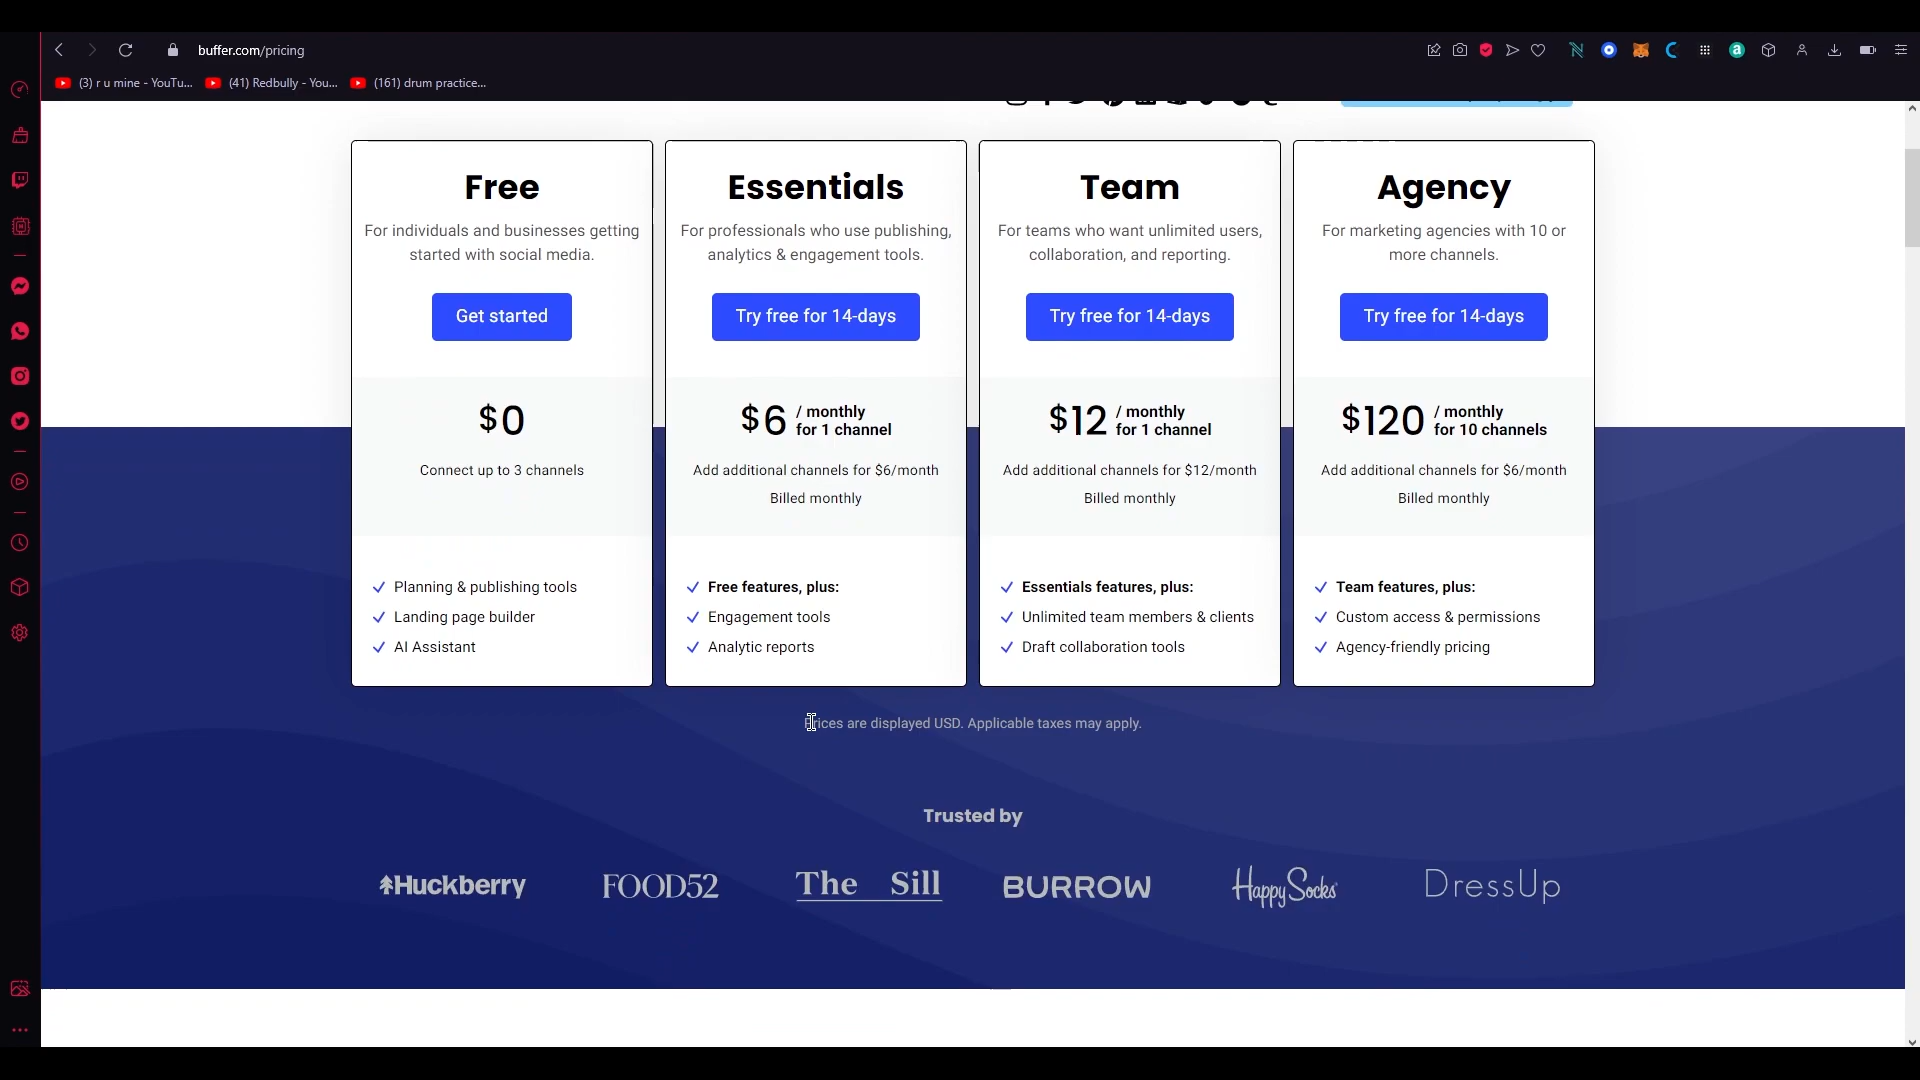 buffer.com/pricing
(3) r u mine - YouTu...
(41) Redbully - You...
(161) drum practice...
Free
For individuals and businesses getting
started with social media.
Get started
$0
Connect up to 3 channels
Planning & publishing tools
Landing page builder
AI Assistant
Essentials
For professionals who use publishing,
analytics & engagement tools.
Try free for 14-days
$6 / monthly
for 1 channel
Add additional channels for $6/month
Billed monthly
Free features, plus:
Engagement tools
Analytic reports
Team
For teams who want unlimited users,
collaboration, and reporting.
Try free for 14-days
$12 / monthly
for 1 channel
Add additional channels for $12/month
Billed monthly
Essentials features, plus:
Unlimited team members & clients
Draft collaboration tools
Agency
For marketing agencies with 10 or
more channels.
Try free for 14-days
$120 / monthly
for 10 channels
Add additional channels for $6/month
Billed monthly
Team features, plus:
Custom access & permissions
Agency-friendly pricing
Prices are displayed USD. Applicable taxes may apply.
Trusted by
Huckberry
FOOD52
The Sill
BURROW
Happy Socks
DressUp